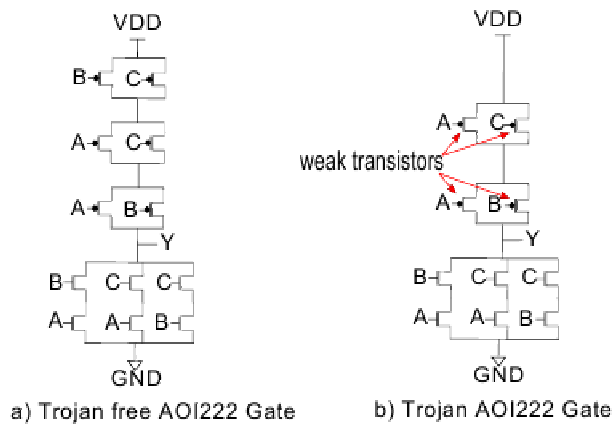 VDD
B C
A C
A B
Y
B C C
A A B
GND
a) Trojan free AOI222 Gate
VDD
A C
weak transistors
A B
Y
B C C
A A B
GND
b) Trojan AOI222 Gate